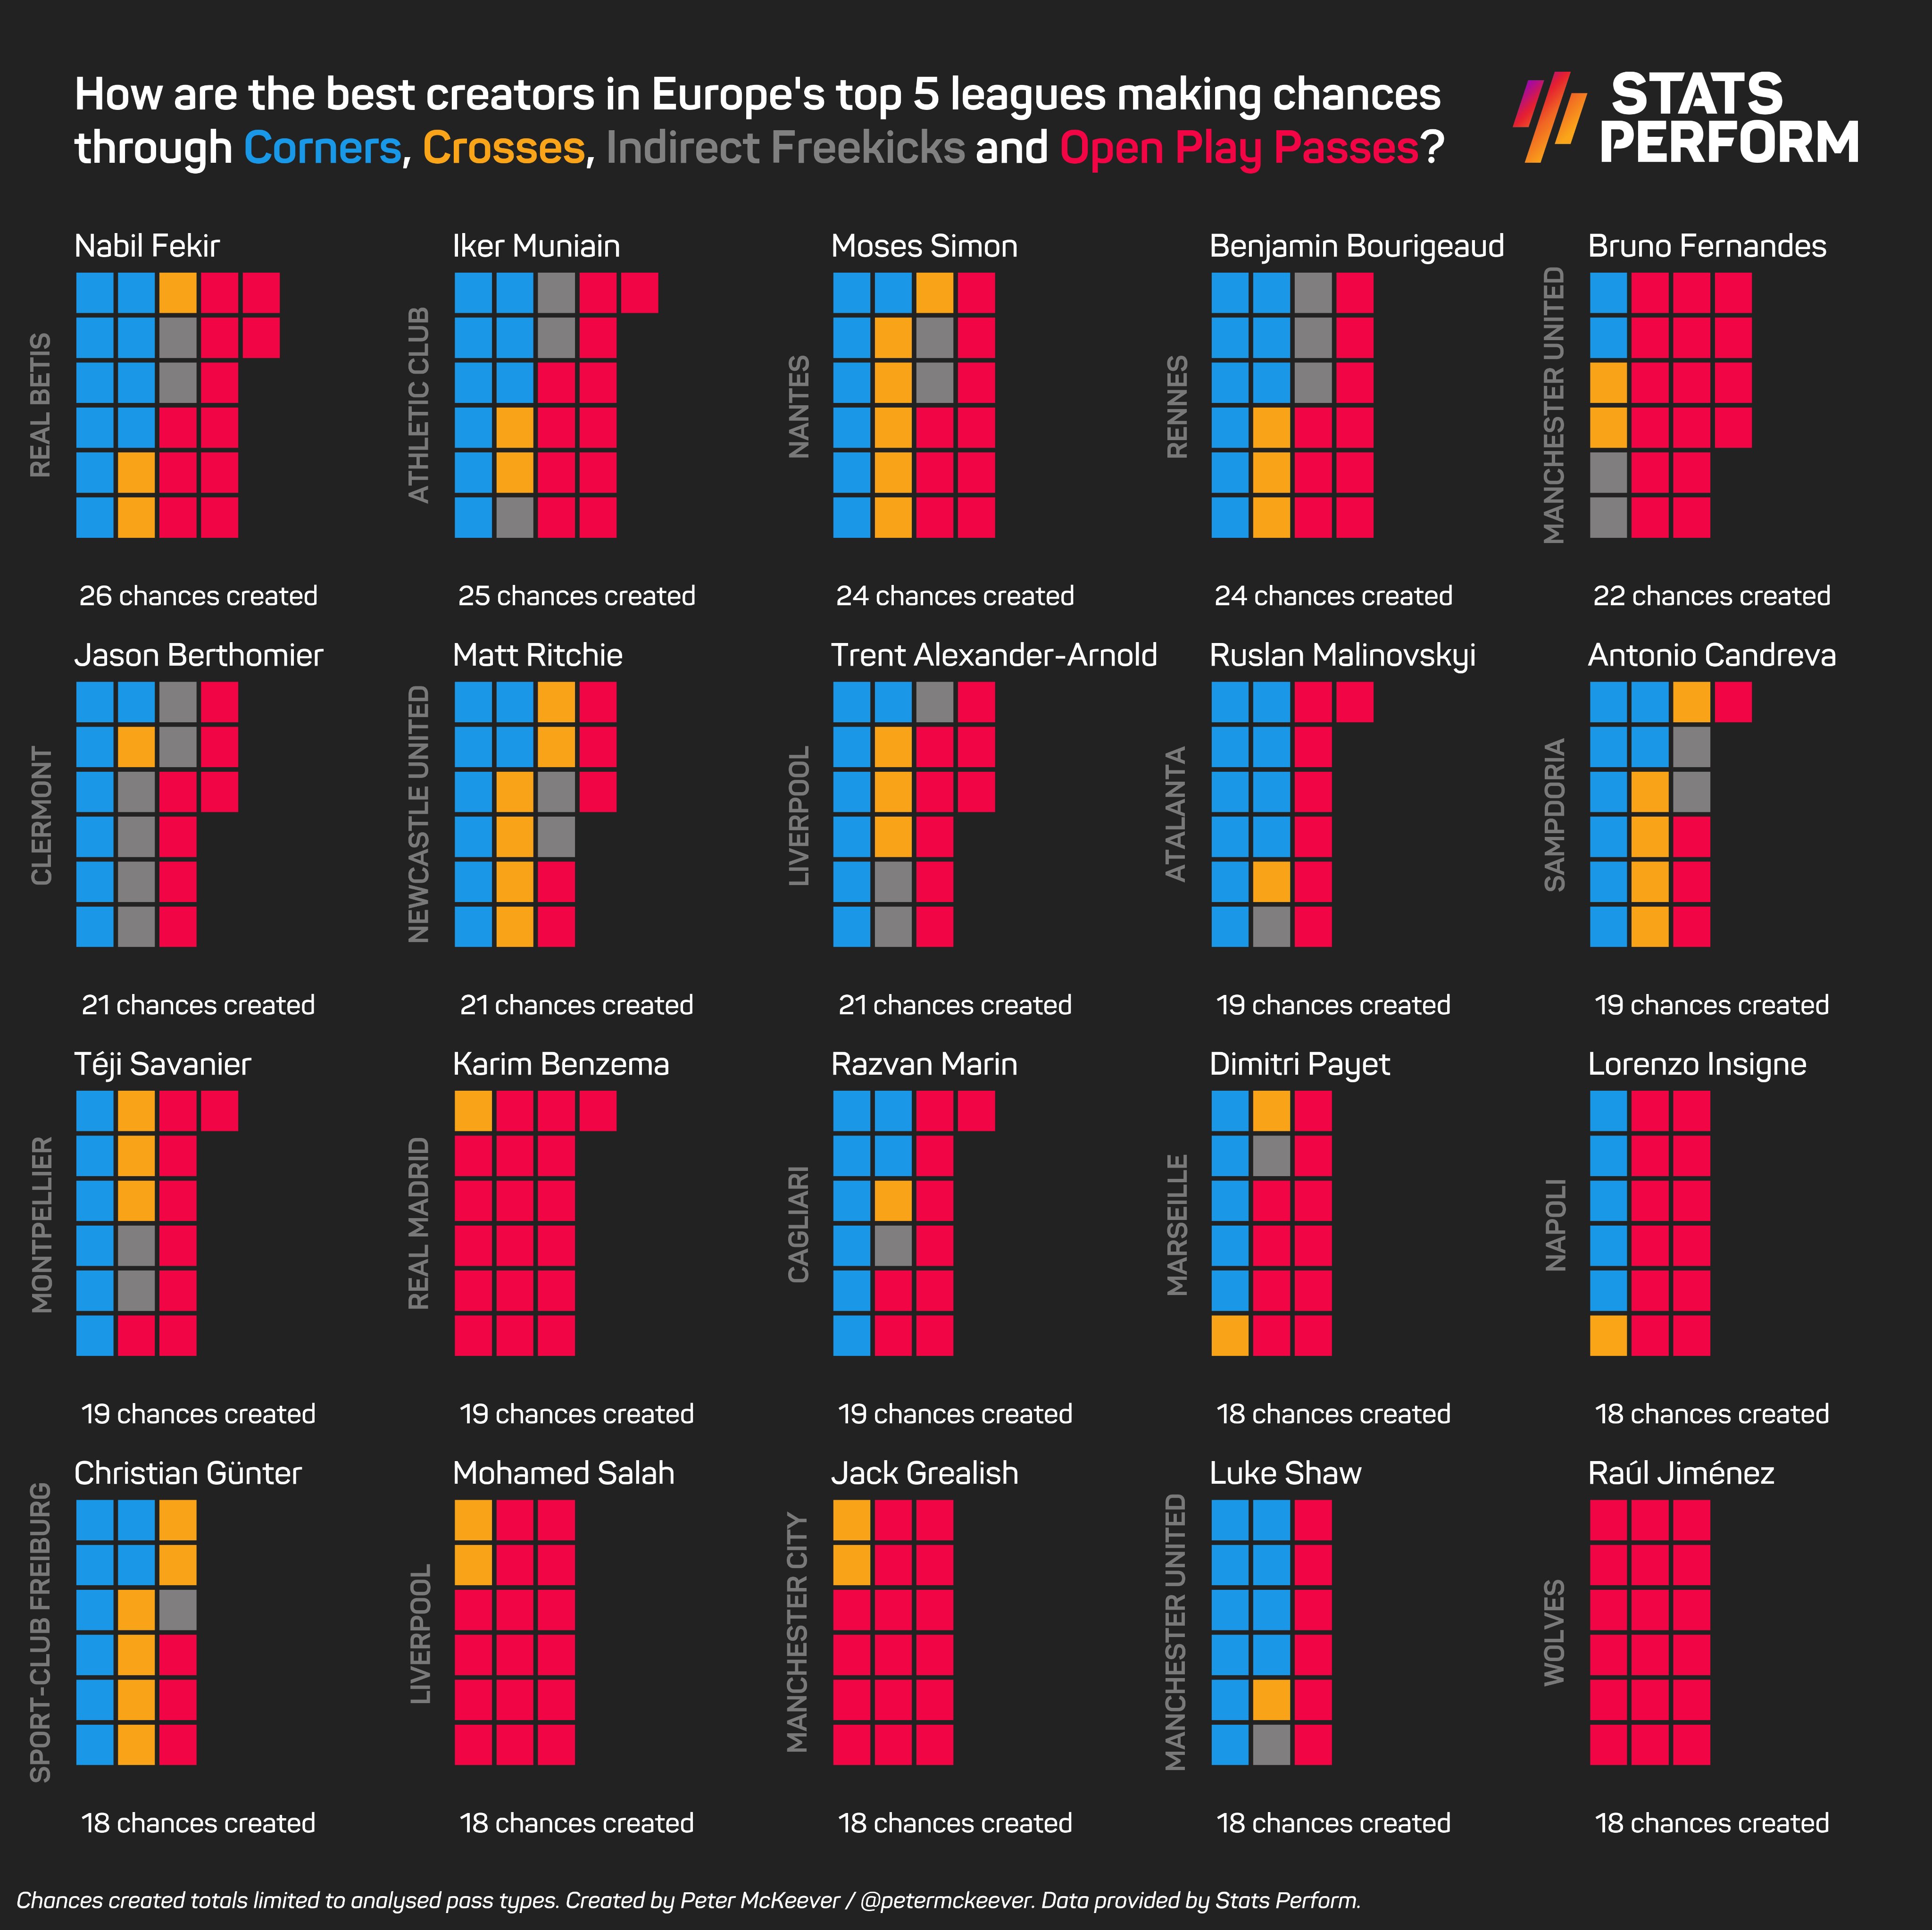 How are the best creators in Europe's top 5 leagues making chances
through Corners, Crosses, Indirect Freekicks and Open Play Passes?
STATS
PERFORM
Nabil Fekir
REAL BETIS
26 chances created
Iker Muniain
ATHLETIC CLUB
25 chances created
Moses Simon
NANTES
24 chances created
Benjamin Bourigeaud
RENNES
24 chances created
Bruno Fernandes
MANCHESTER UNITED
22 chances created
Jason Berthomier
CLERMONT
21 chances created
Matt Ritchie
NEWCASTLE UNITED
21 chances created
Trent Alexander-Arnold
LIVERPOOL
21 chances created
Ruslan Malinovskyi
ATALANTA
19 chances created
Antonio Candreva
SAMPDORIA
19 chances created
Téji Savanier
MONTPELLIER
19 chances created
Karim Benzema
REAL MADRID
19 chances created
Razvan Marin
CAGLIARI
19 chances created
Dimitri Payet
MARSEILLE
18 chances created
Lorenzo Insigne
NAPOLI
18 chances created
Christian Günter
SPORT-CLUB FREIBURG
18 chances created
Mohamed Salah
LIVERPOOL
18 chances created
Jack Grealish
MANCHESTER CITY
18 chances created
Luke Shaw
MANCHESTER UNITED
18 chances created
Raúl Jiménez
WOLVES
18 chances created
Chances created totals limited to analysed pass types. Created by Peter McKeever / @petermckeever. Data provided by Stats Perform.